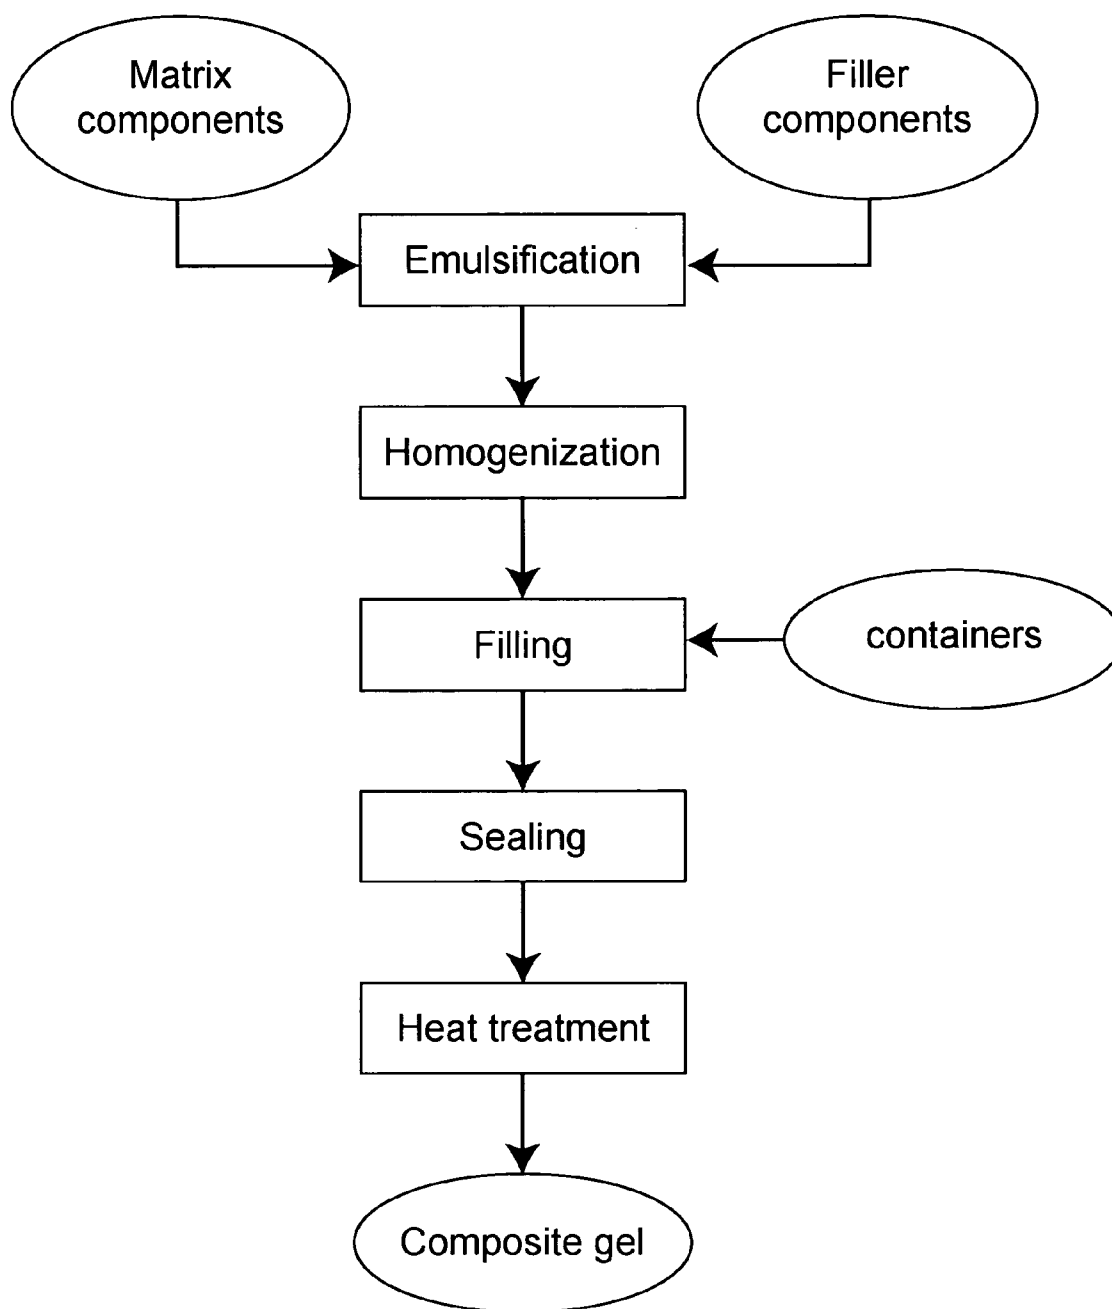 Matrix
components
Filler
components
Emulsification
Homogenization
Filling
containers
Sealing
Heat treatment
Composite gel